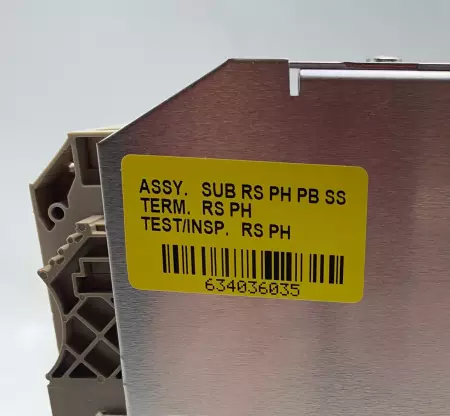 ASSY. SUB RS PH PB SS
TERM. RS PH
TEST/INSP. RS PH
634036035